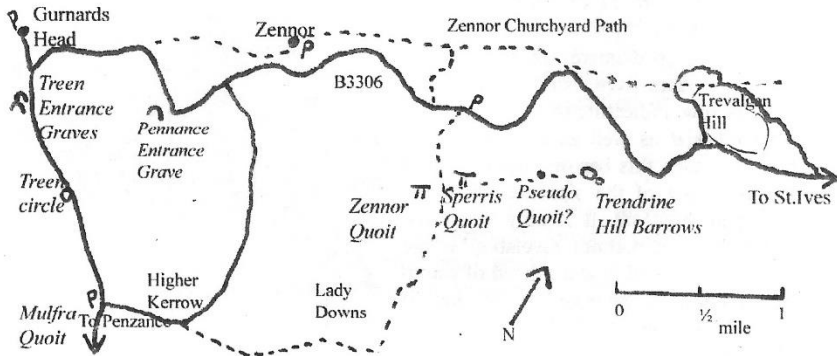 P
Gurnards
Head
Zennor
P
Zennor Churchyard Path
B3306
P
Treen
Entrance
Graves
Pennance
Entrance
Grave
Trevalgan
Hill
Treen
circle
Zennor
Quoit
Sperris
Quoit
Pseudo
Quoit?
Trendrine
Hill Barrows
To St.Ives
P
Higher
Kerrow
Lady
Downs
Mulfra
Quoit
To Penzance
N
0 ½ 1
mile